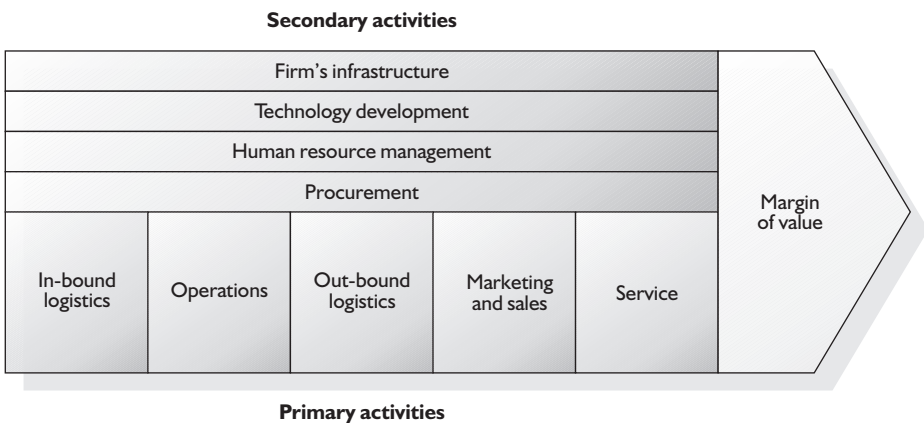 Secondary activities
Firm's infrastructure
Technology development
Human resource management
Procurement
In-bound
logistics
Operations
Out-bound
logistics
Marketing
and sales
Service
Margin
of value
Primary activities